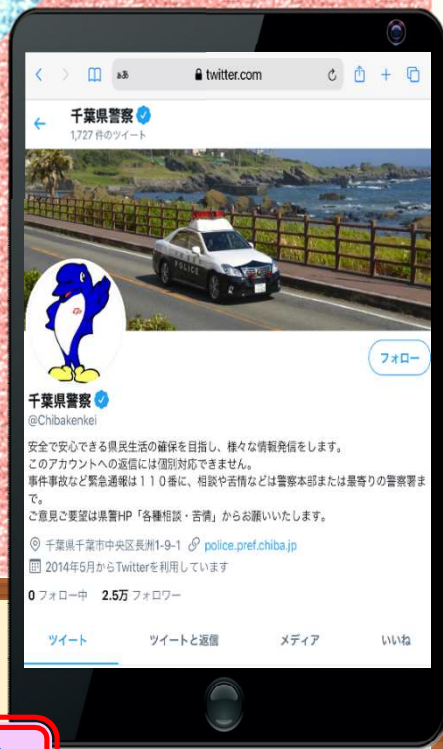 ぁあ twitter.com
千葉県警察
1,727 件のツイート
POLICE
フォロー
千葉県警察
@Chibakenkei
安全で安心できる県民生活の確保を目指し、様々な情報発信をします。
このアカウントへの返信には個別対応できません。
事件事故など緊急通報は１１０番に、相談や苦情などは警察本部または最寄りの警察署ま
で。
ご意見ご要望は県警HP「各種相談・苦情」からお願いいたします。
千葉県千葉市中央区長洲1-9-1 police.pref.chiba.jp
2014年5月からTwitterを利用しています
0 フォロー中 2.5万 フォロワー
ツイート ツイートと返信 メディア いいね